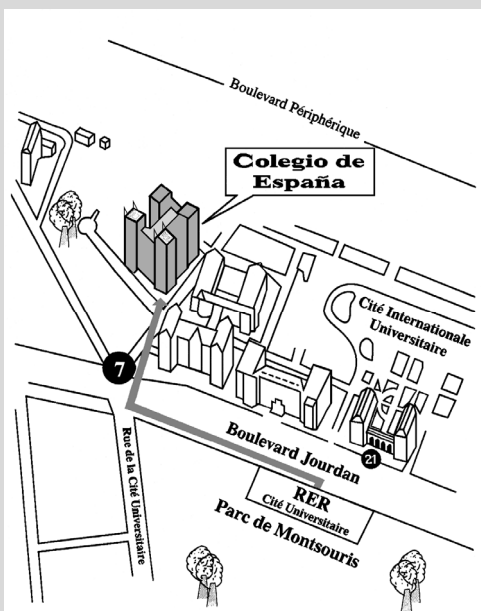 Boulevard Périphérique
Colegio de
España
Cité Internationale
Universitaire
7
Boulevard Jourdan
21
RER
Cité Universitaire
Parc de Montsouris
Rue de la Cité Universitaire